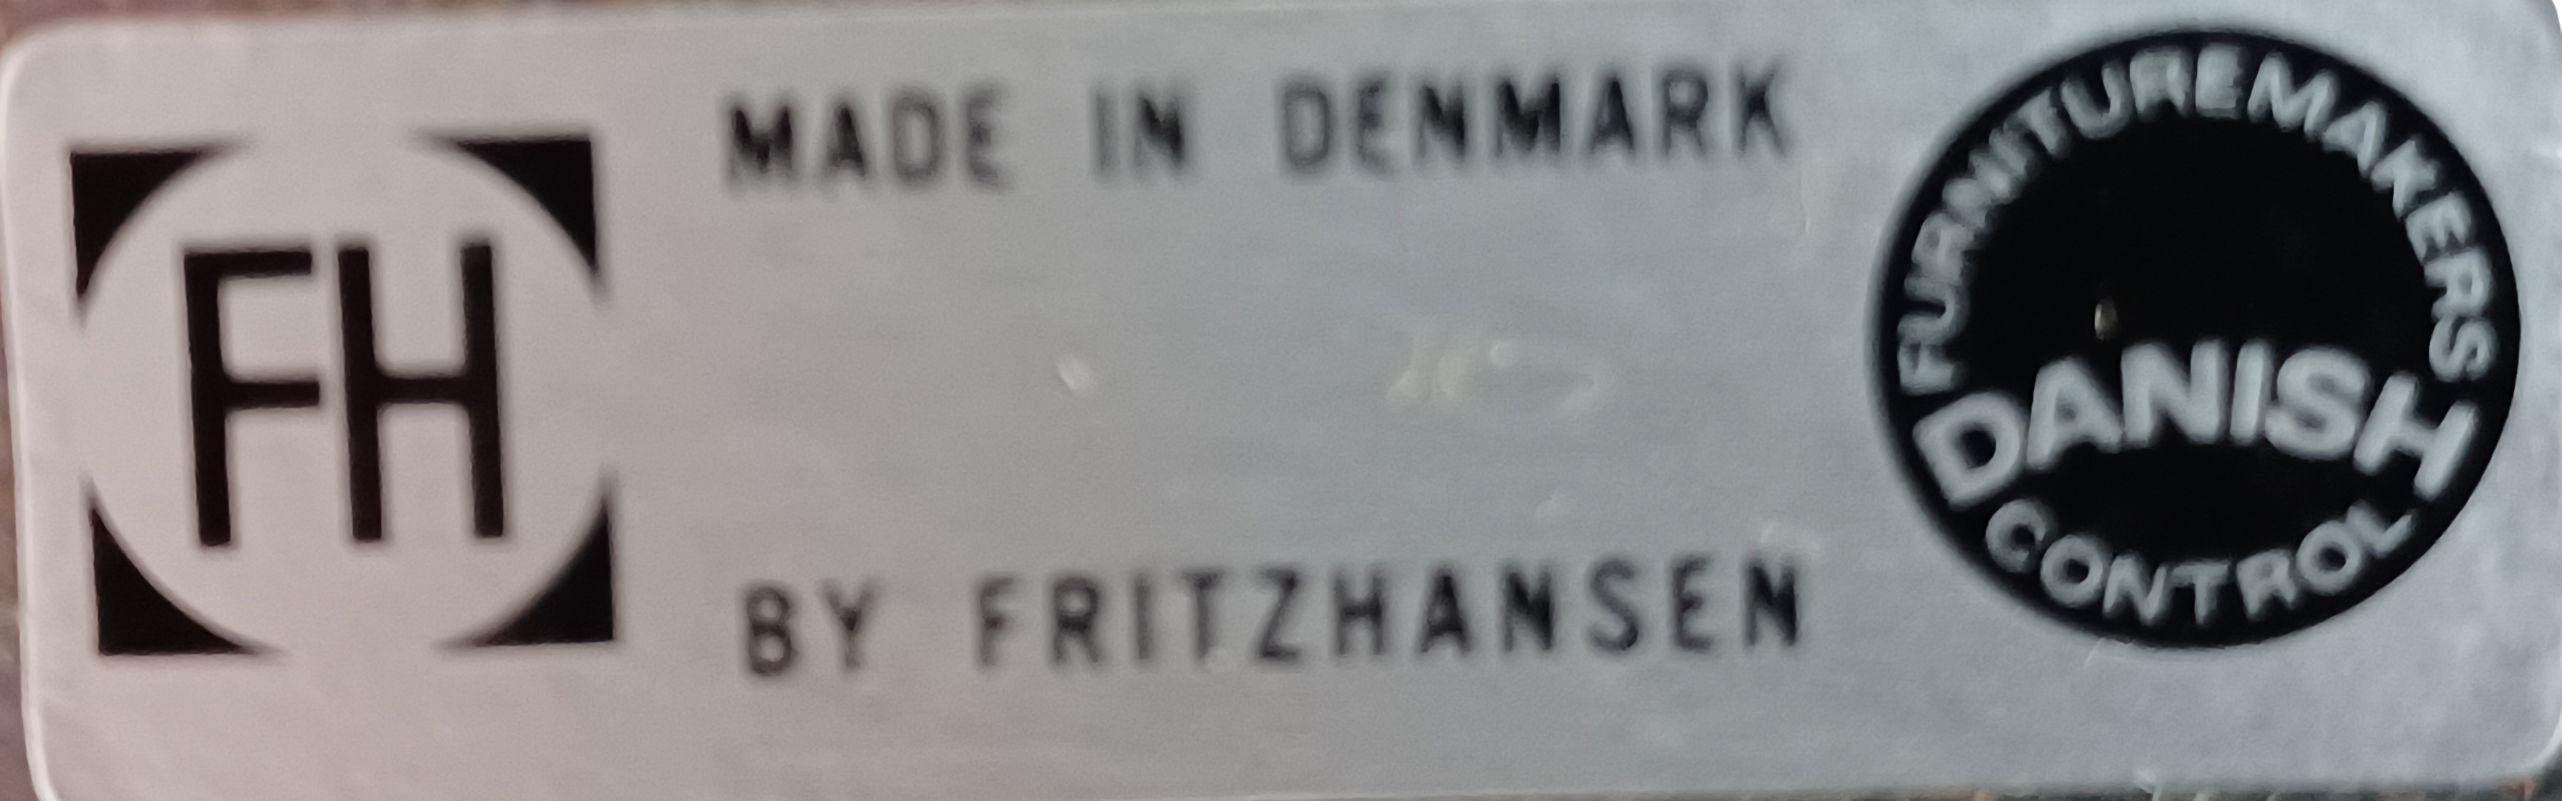 FH
MADE IN DENMARK
BY FRITZHANSEN
FURNITUREMAKERS
DANISH
CONTROL